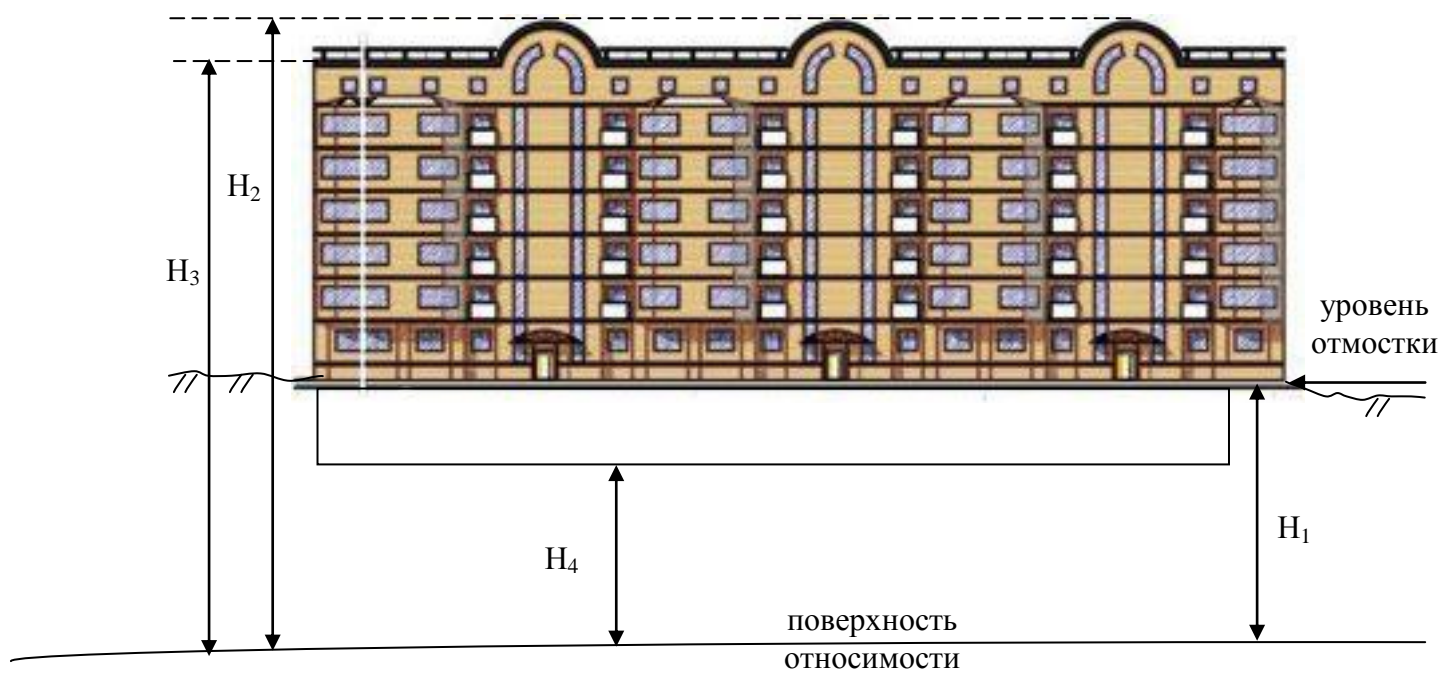 H₂
H₃
уровень
отмостки
H₁
H₄
поверхность
относимости